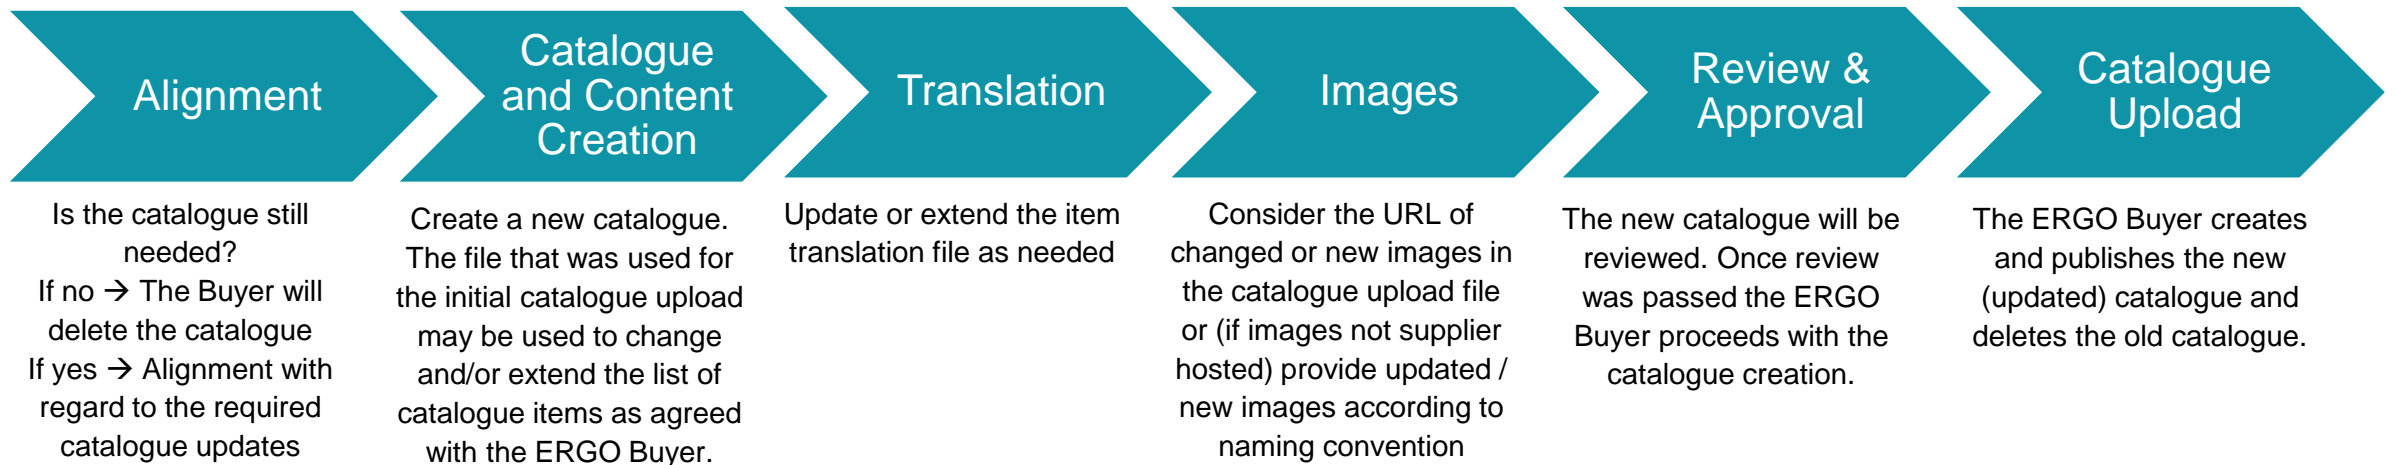 Alignment
Is the catalogue still
needed?
If no → The Buyer will
delete the catalogue
If yes → Alignment with
regard to the required
catalogue updates
Catalogue
and Content
Creation
Create a new catalogue.
The file that was used for
the initial catalogue upload
may be used to change
and/or extend the list of
catalogue items as agreed
with the ERGO Buyer.
Translation
Update or extend the item
translation file as needed
Images
Consider the URL of
changed or new images in
the catalogue upload file
or (if images not supplier
hosted) provide updated /
new images according to
naming convention
Review &
Approval
The new catalogue will be
reviewed. Once review
was passed the ERGO
Buyer proceeds with the
catalogue creation.
Catalogue
Upload
The ERGO Buyer creates
and publishes the new
(updated) catalogue and
deletes the old catalogue.